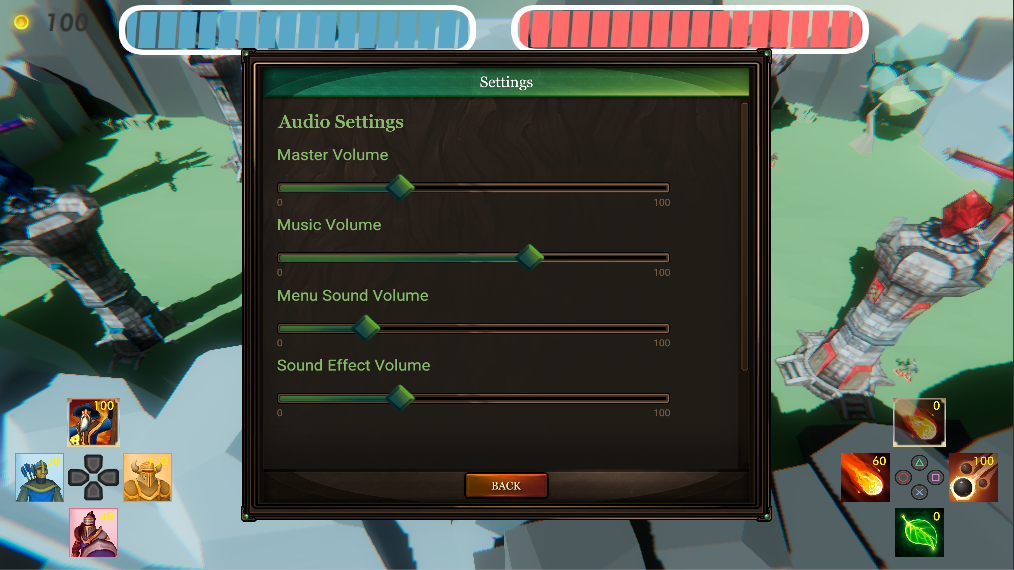 100
Settings
Audio Settings
Master Volume
0 100
Music Volume
0 100
Menu Sound Volume
0 100
Sound Effect Volume
0 100
BACK
100
0
60
100
0